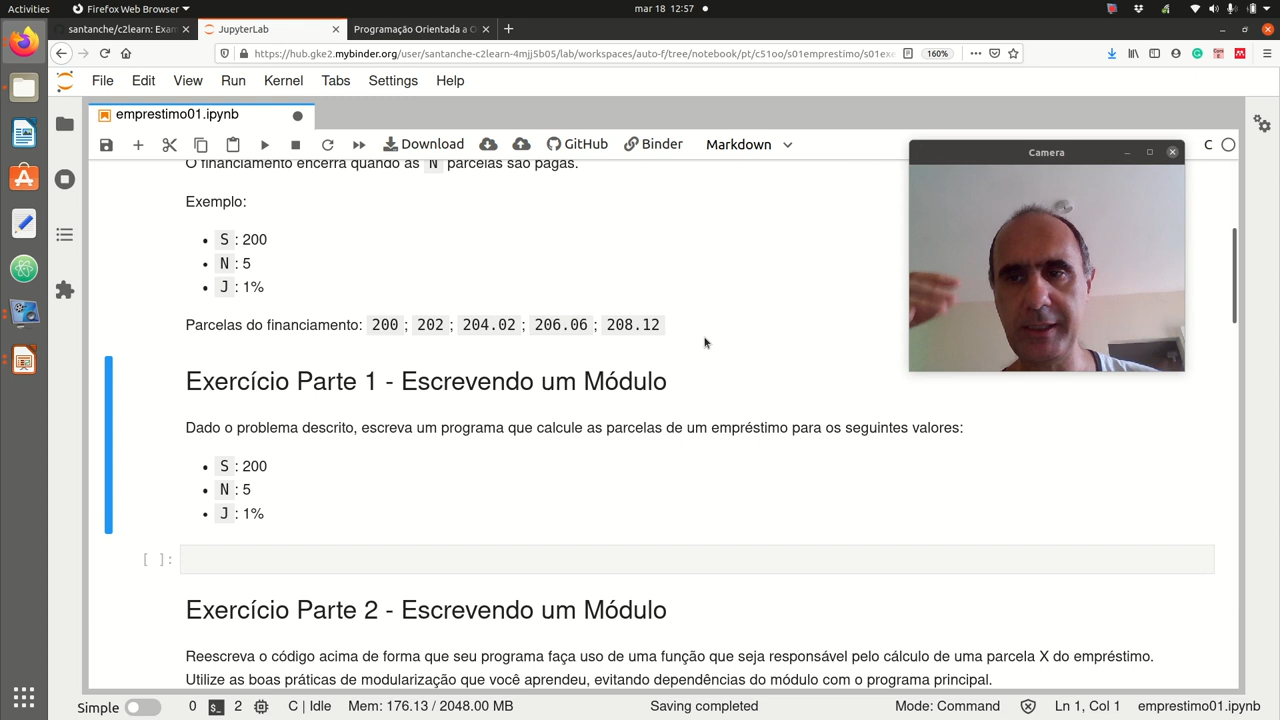 Activities
Firefox Web Browser
mar 18 12:57
santanche/c2learn: Exam
JupyterLab
Programação Orientada a O
https://hub.gke2.mybinder.org/user/santanche-c2learn-4mjj5b05/lab/workspaces/auto-f/tree/notebook/pt/c51oo/s01emprestimo/s01exe
160%
File Edit View Run Kernel Tabs Settings Help
emprestimo01.ipynb
Download GitHub Binder Markdown C
O financiamento encerra quando as N parcelas são pagas.
Camera
Exemplo:
• S : 200
• N : 5
• J : 1%
Parcelas do financiamento: 200 ; 202 ; 204.02 ; 206.06 ; 208.12
Exercício Parte 1 - Escrevendo um Módulo
Dado o problema descrito, escreva um programa que calcule as parcelas de um empréstimo para os seguintes valores:
• S : 200
• N : 5
• J : 1%
[ ]:
Exercício Parte 2 - Escrevendo um Módulo
Reescreva o código acima de forma que seu programa faça uso de uma função que seja responsável pelo cálculo de uma parcela X do empréstimo.
Utilize as boas práticas de modularização que você aprendeu, evitando dependências do módulo com o programa principal.
Simple 0 2 C | Idle Mem: 176.13 / 2048.00 MB Saving completed Mode: Command Ln 1, Col 1 emprestimo01.ipynb